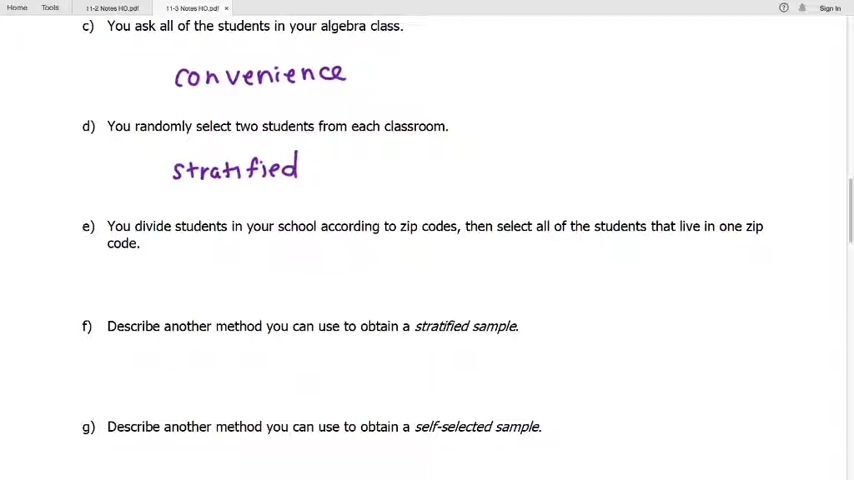 Home Tools 11-2 Notes HO.pdf 11-3 Notes HO.pdf × ? Sign In
c) You ask all of the students in your algebra class.
convenience
d) You randomly select two students from each classroom.
stratified
e) You divide students in your school according to zip codes, then select all of the students that live in one zip
code.
f) Describe another method you can use to obtain a stratified sample.
g) Describe another method you can use to obtain a self-selected sample.